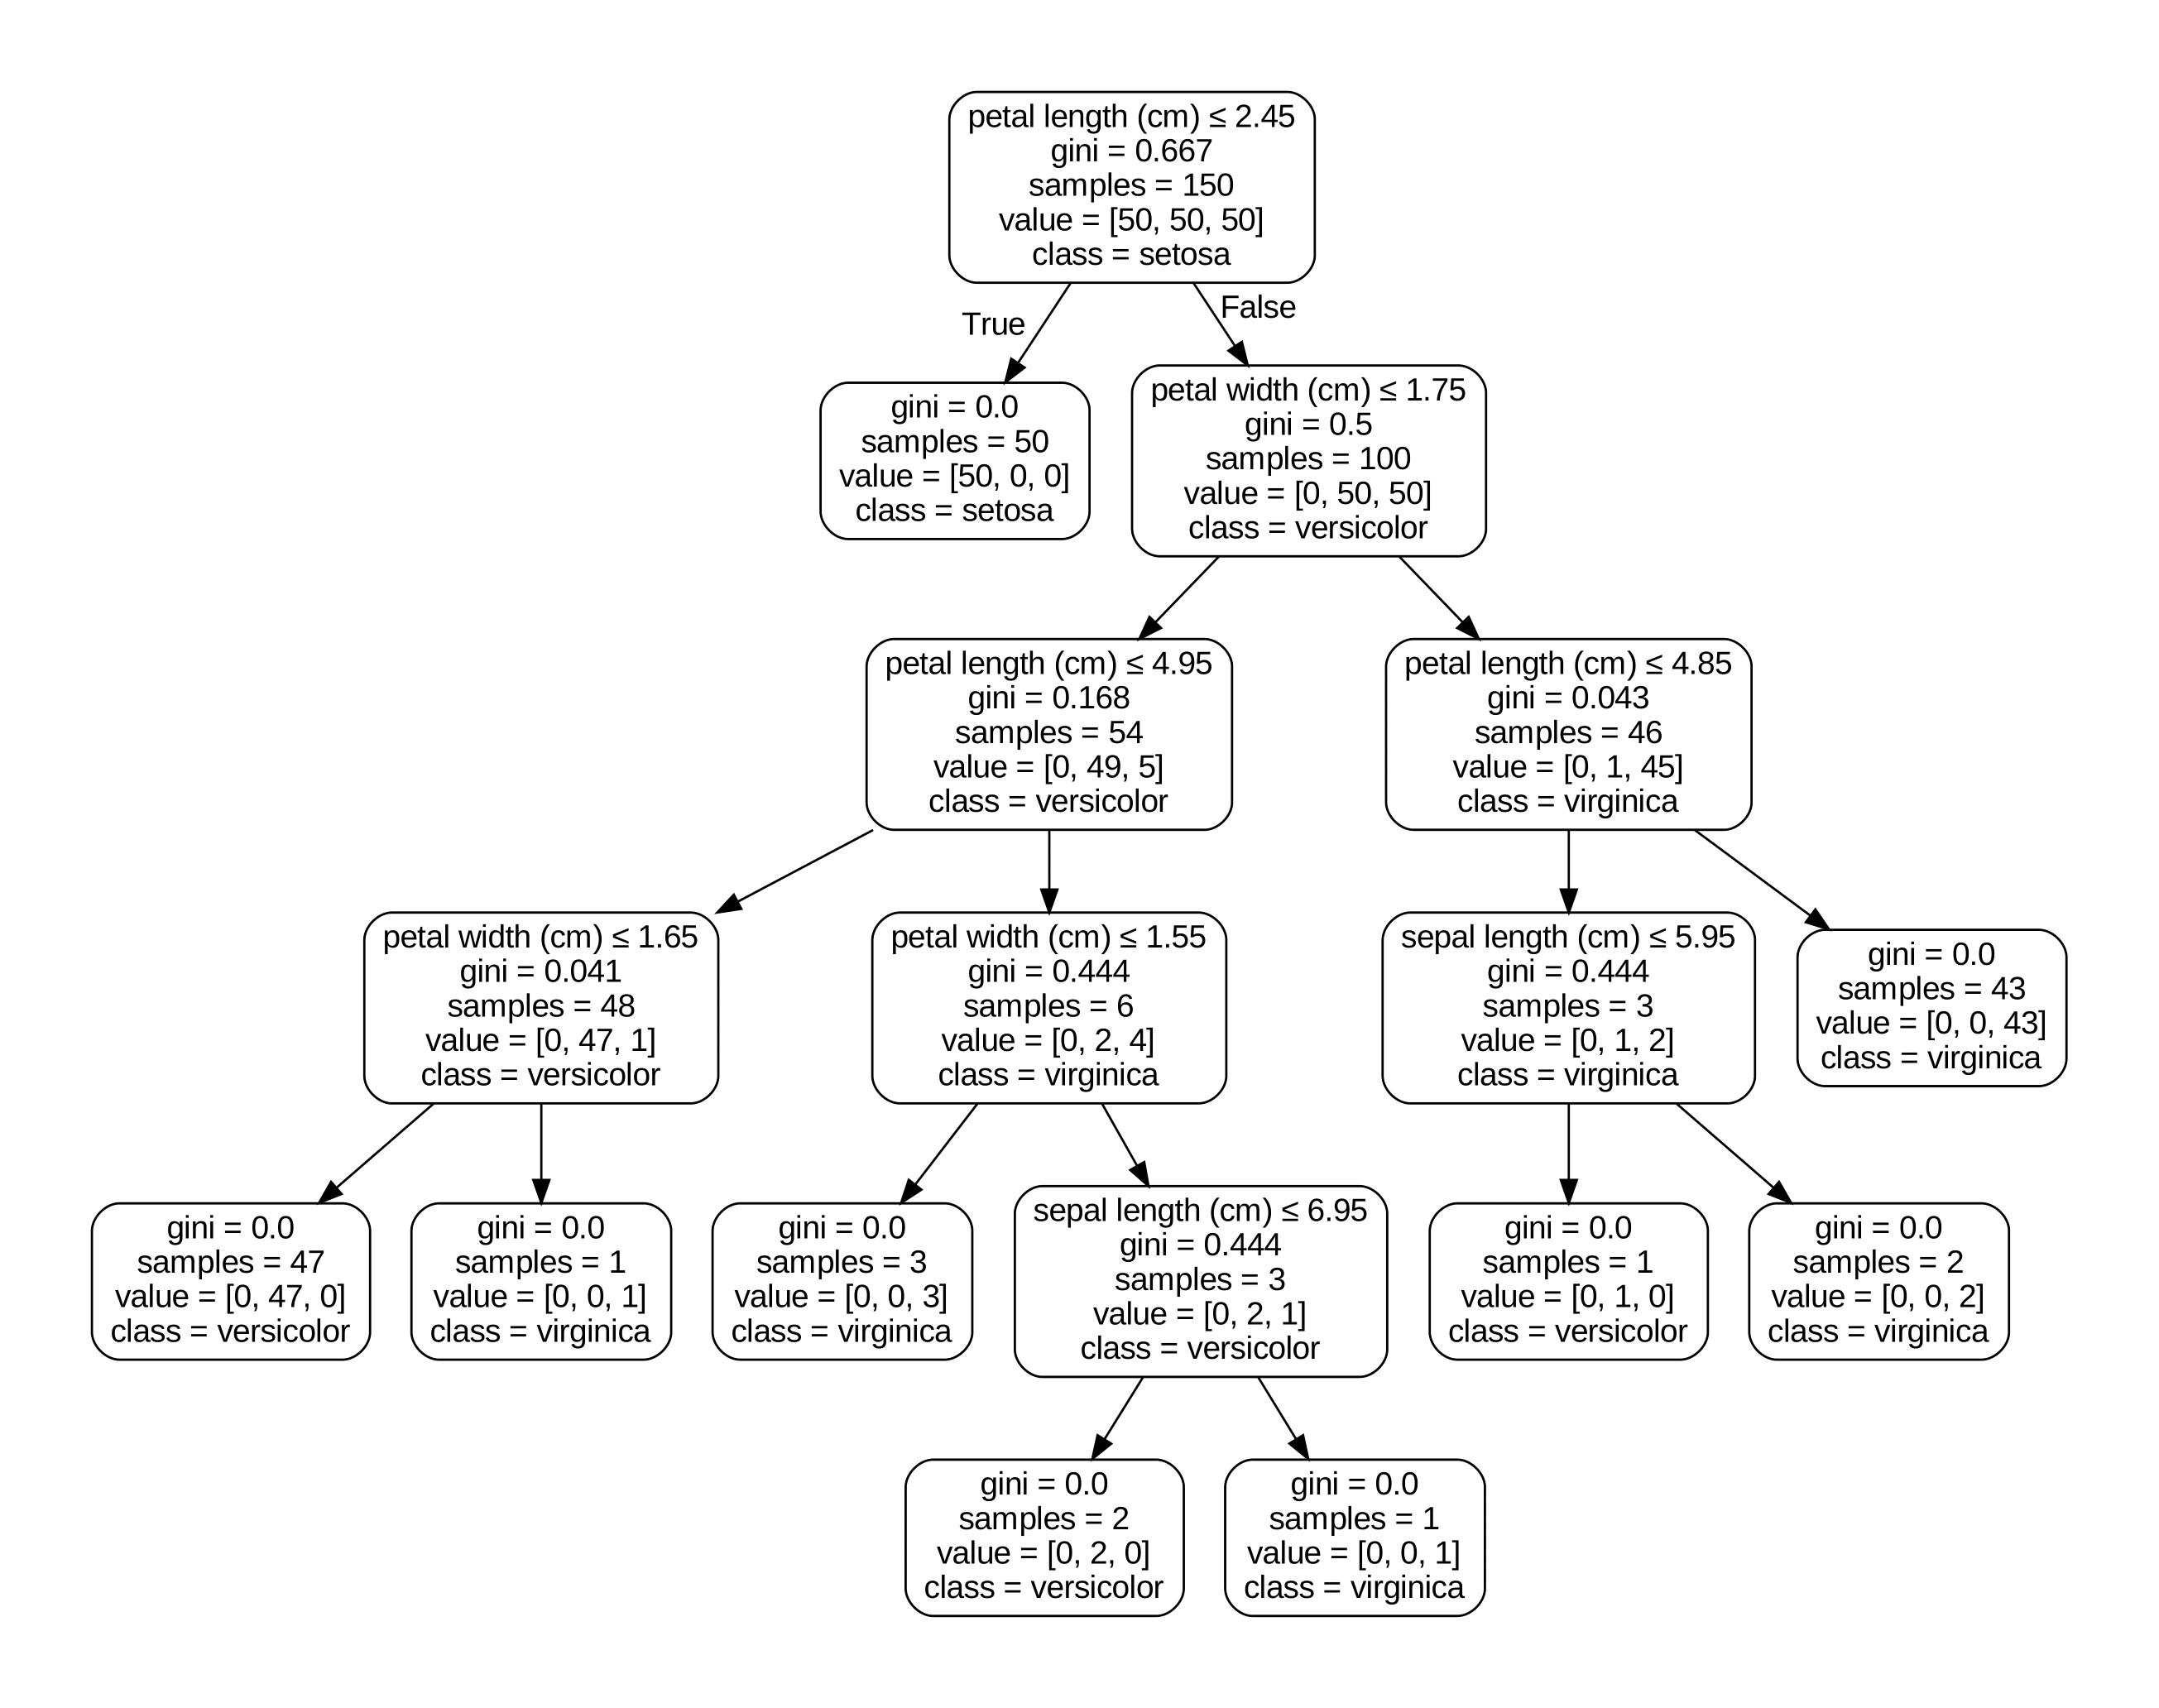 petal length (cm) ≤ 2.45
gini = 0.667
samples = 150
value = [50, 50, 50]
class = setosa
True
False
gini = 0.0
samples = 50
value = [50, 0, 0]
class = setosa
petal width (cm) ≤ 1.75
gini = 0.5
samples = 100
value = [0, 50, 50]
class = versicolor
petal length (cm) ≤ 4.95
gini = 0.168
samples = 54
value = [0, 49, 5]
class = versicolor
petal length (cm) ≤ 4.85
gini = 0.043
samples = 46
value = [0, 1, 45]
class = virginica
petal width (cm) ≤ 1.65
gini = 0.041
samples = 48
value = [0, 47, 1]
class = versicolor
petal width (cm) ≤ 1.55
gini = 0.444
samples = 6
value = [0, 2, 4]
class = virginica
sepal length (cm) ≤ 5.95
gini = 0.444
samples = 3
value = [0, 1, 2]
class = virginica
gini = 0.0
samples = 43
value = [0, 0, 43]
class = virginica
gini = 0.0
samples = 47
value = [0, 47, 0]
class = versicolor
gini = 0.0
samples = 1
value = [0, 0, 1]
class = virginica
gini = 0.0
samples = 3
value = [0, 0, 3]
class = virginica
sepal length (cm) ≤ 6.95
gini = 0.444
samples = 3
value = [0, 2, 1]
class = versicolor
gini = 0.0
samples = 1
value = [0, 1, 0]
class = versicolor
gini = 0.0
samples = 2
value = [0, 0, 2]
class = virginica
gini = 0.0
samples = 2
value = [0, 2, 0]
class = versicolor
gini = 0.0
samples = 1
value = [0, 0, 1]
class = virginica